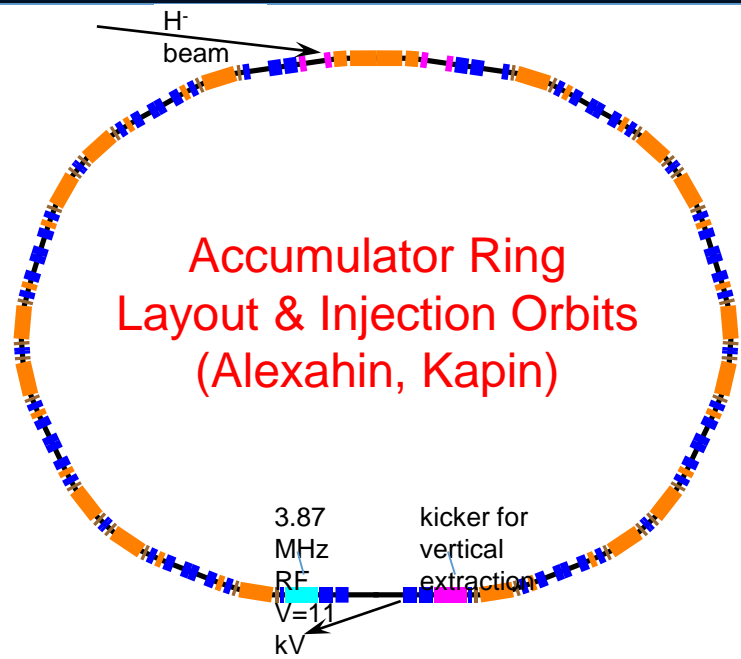 H-
beam
Accumulator Ring
Layout & Injection Orbits
(Alexahin, Kapin)
3.87
MHz
RF
V=11
kV
kicker for
vertical
extraction